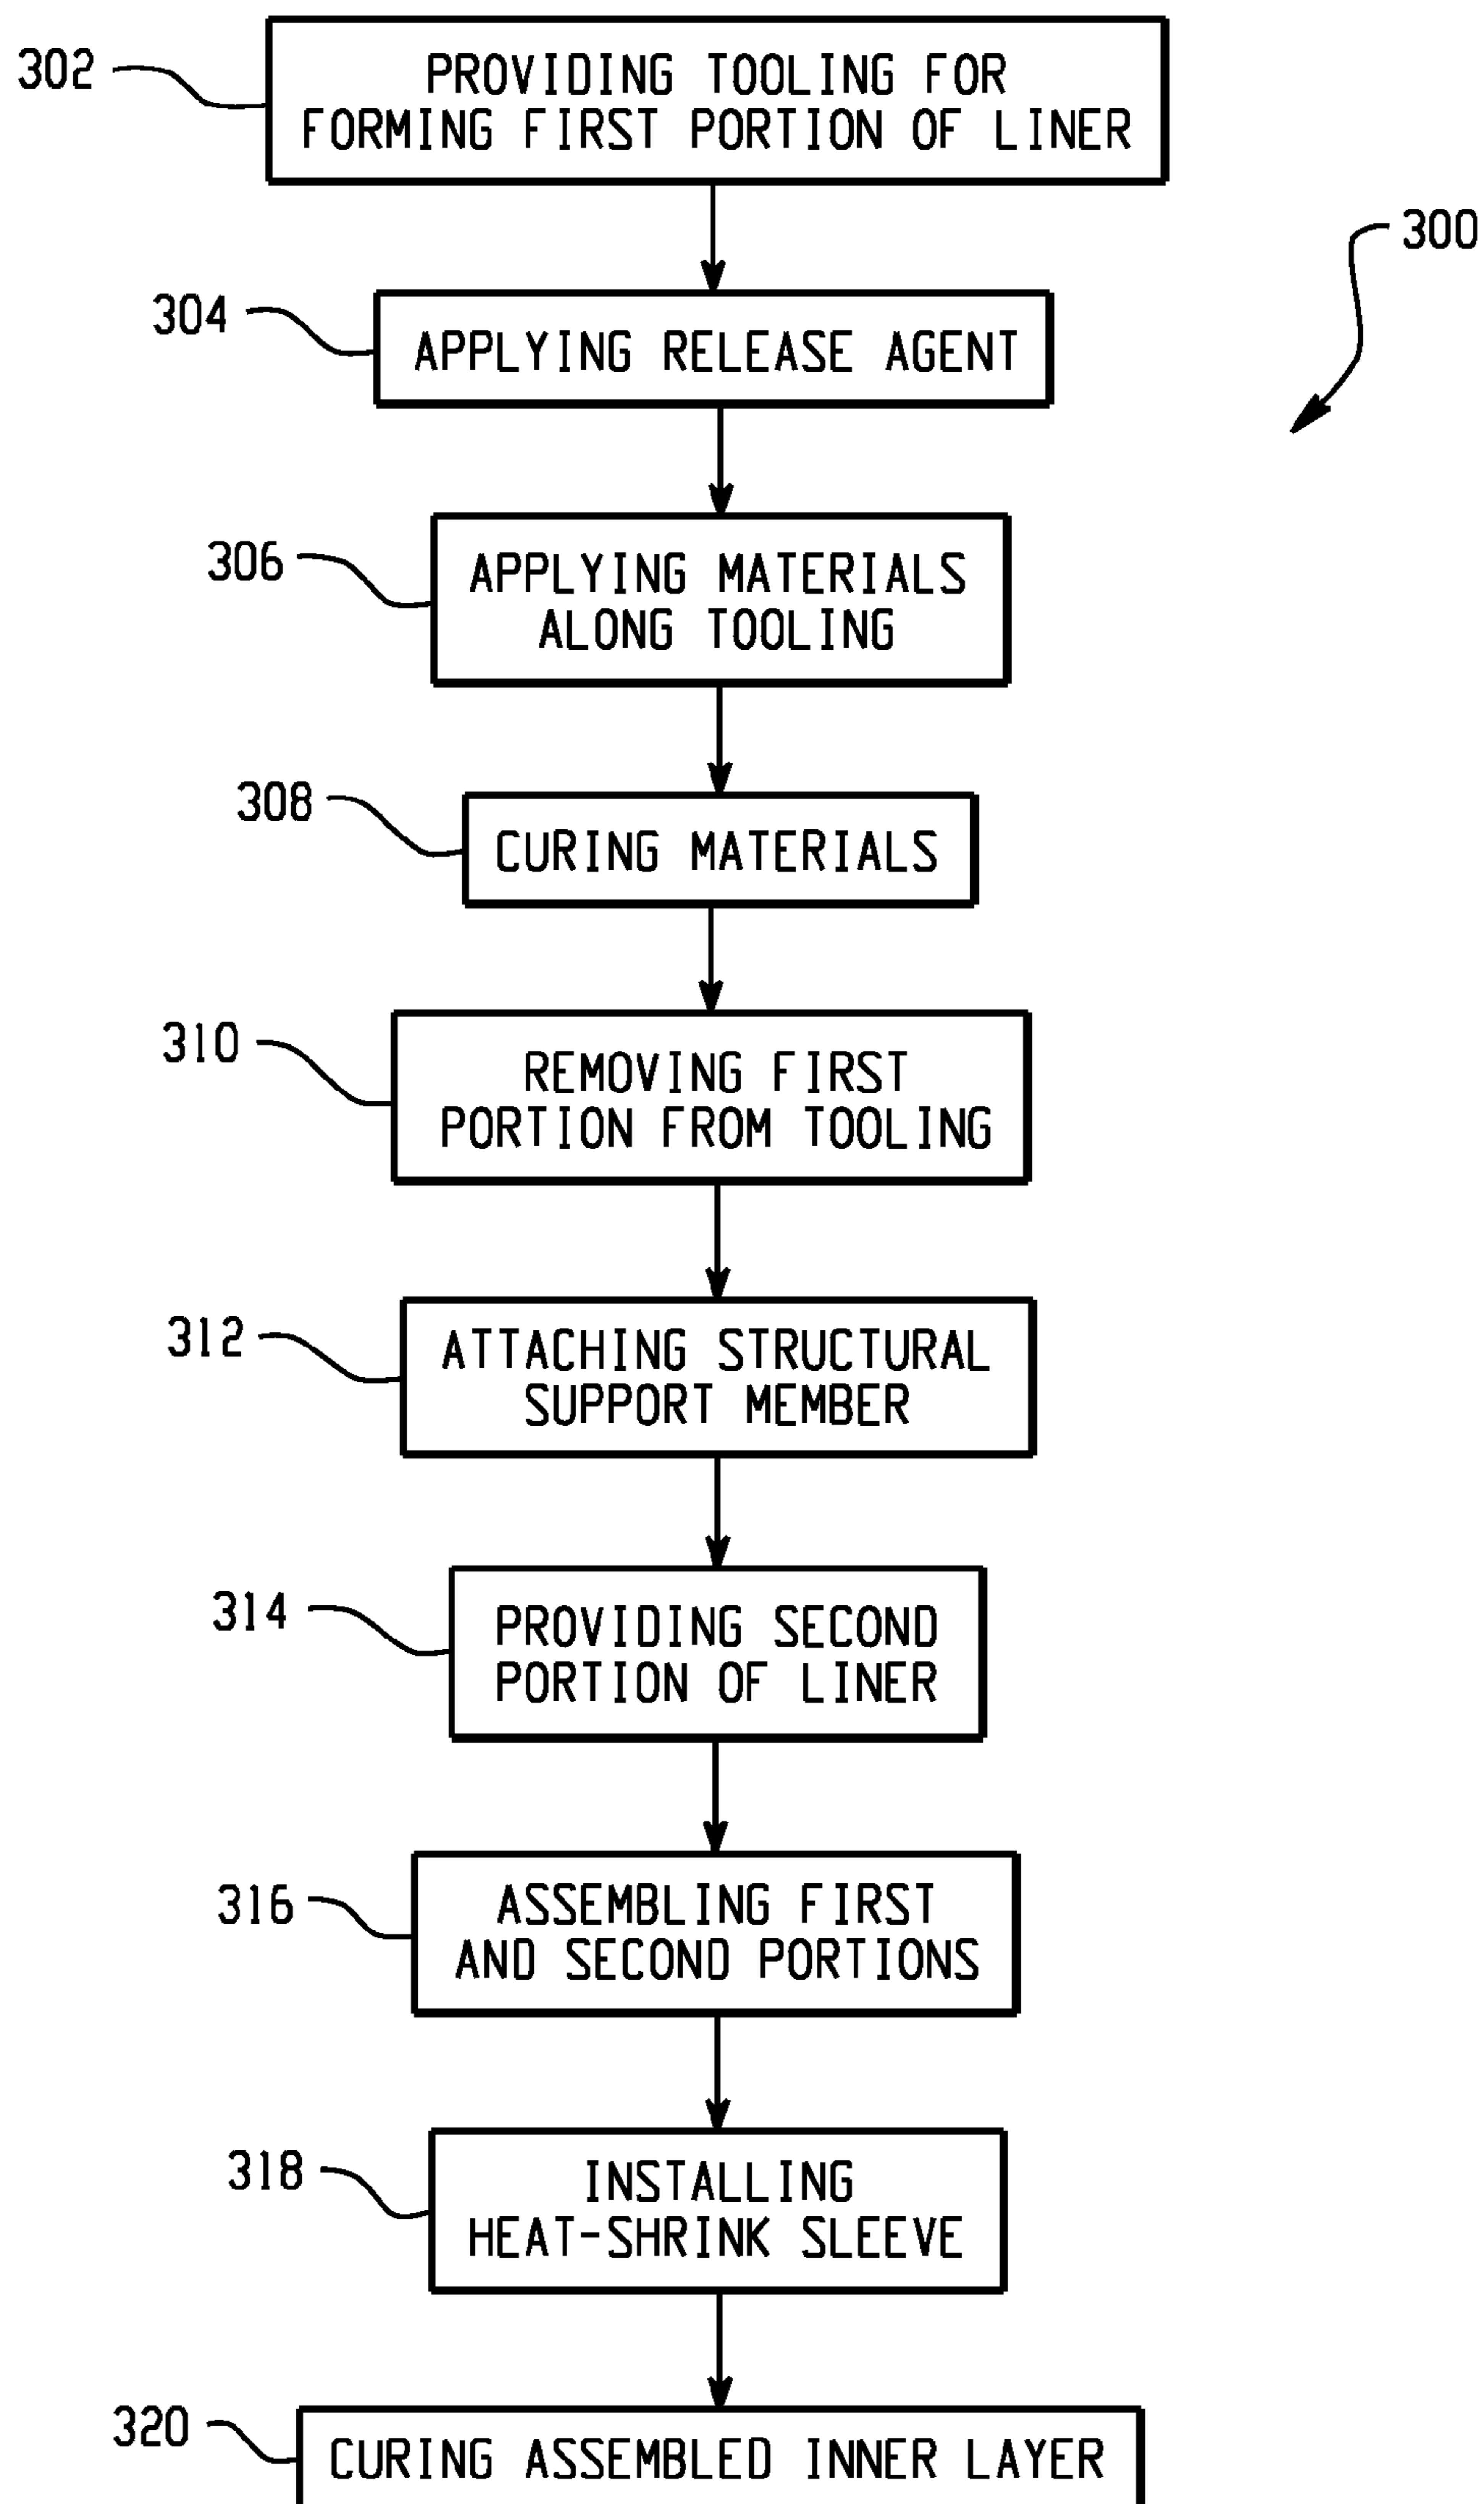 302
PROVIDING TOOLING FOR
FORMING FIRST PORTION OF LINER
300
304
APPLYING RELEASE AGENT
306
APPLYING MATERIALS
ALONG TOOLING
308
CURING MATERIALS
310
REMOVING FIRST
PORTION FROM TOOLING
312
ATTACHING STRUCTURAL
SUPPORT MEMBER
314
PROVIDING SECOND
PORTION OF LINER
316
ASSEMBLING FIRST
AND SECOND PORTIONS
318
INSTALLING
HEAT-SHRINK SLEEVE
320
CURING ASSEMBLED INNER LAYER